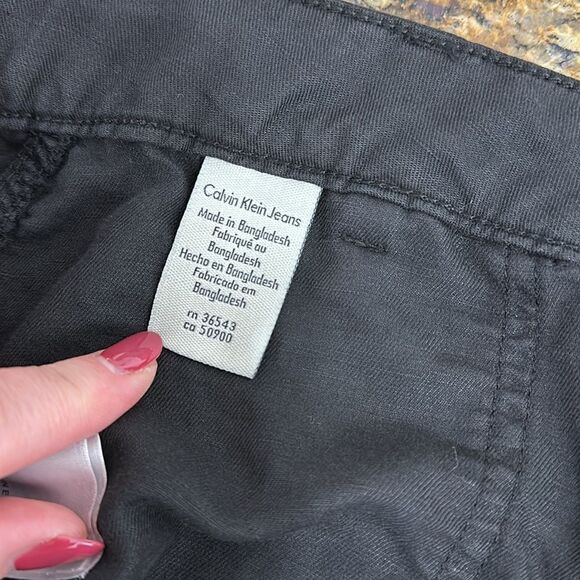 Calvin Klein Jeans
Made in Bangladesh
Fabriqué au
Bangladesh
Hecho en Bangladesh
Fabricado em
Bangladesh
rn 36543
ca 50900